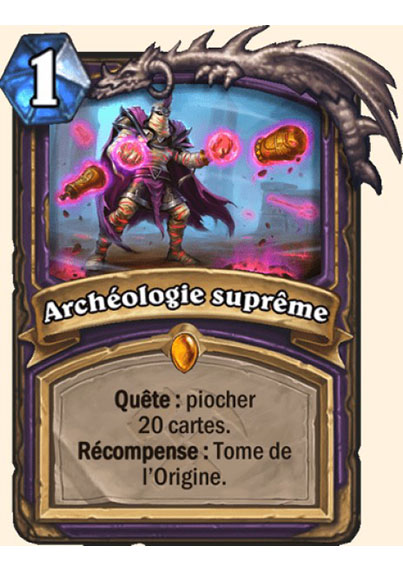 1
Archéologie suprême
Quête : piocher
20 cartes.
Récompense : Tome de
l'Origine.